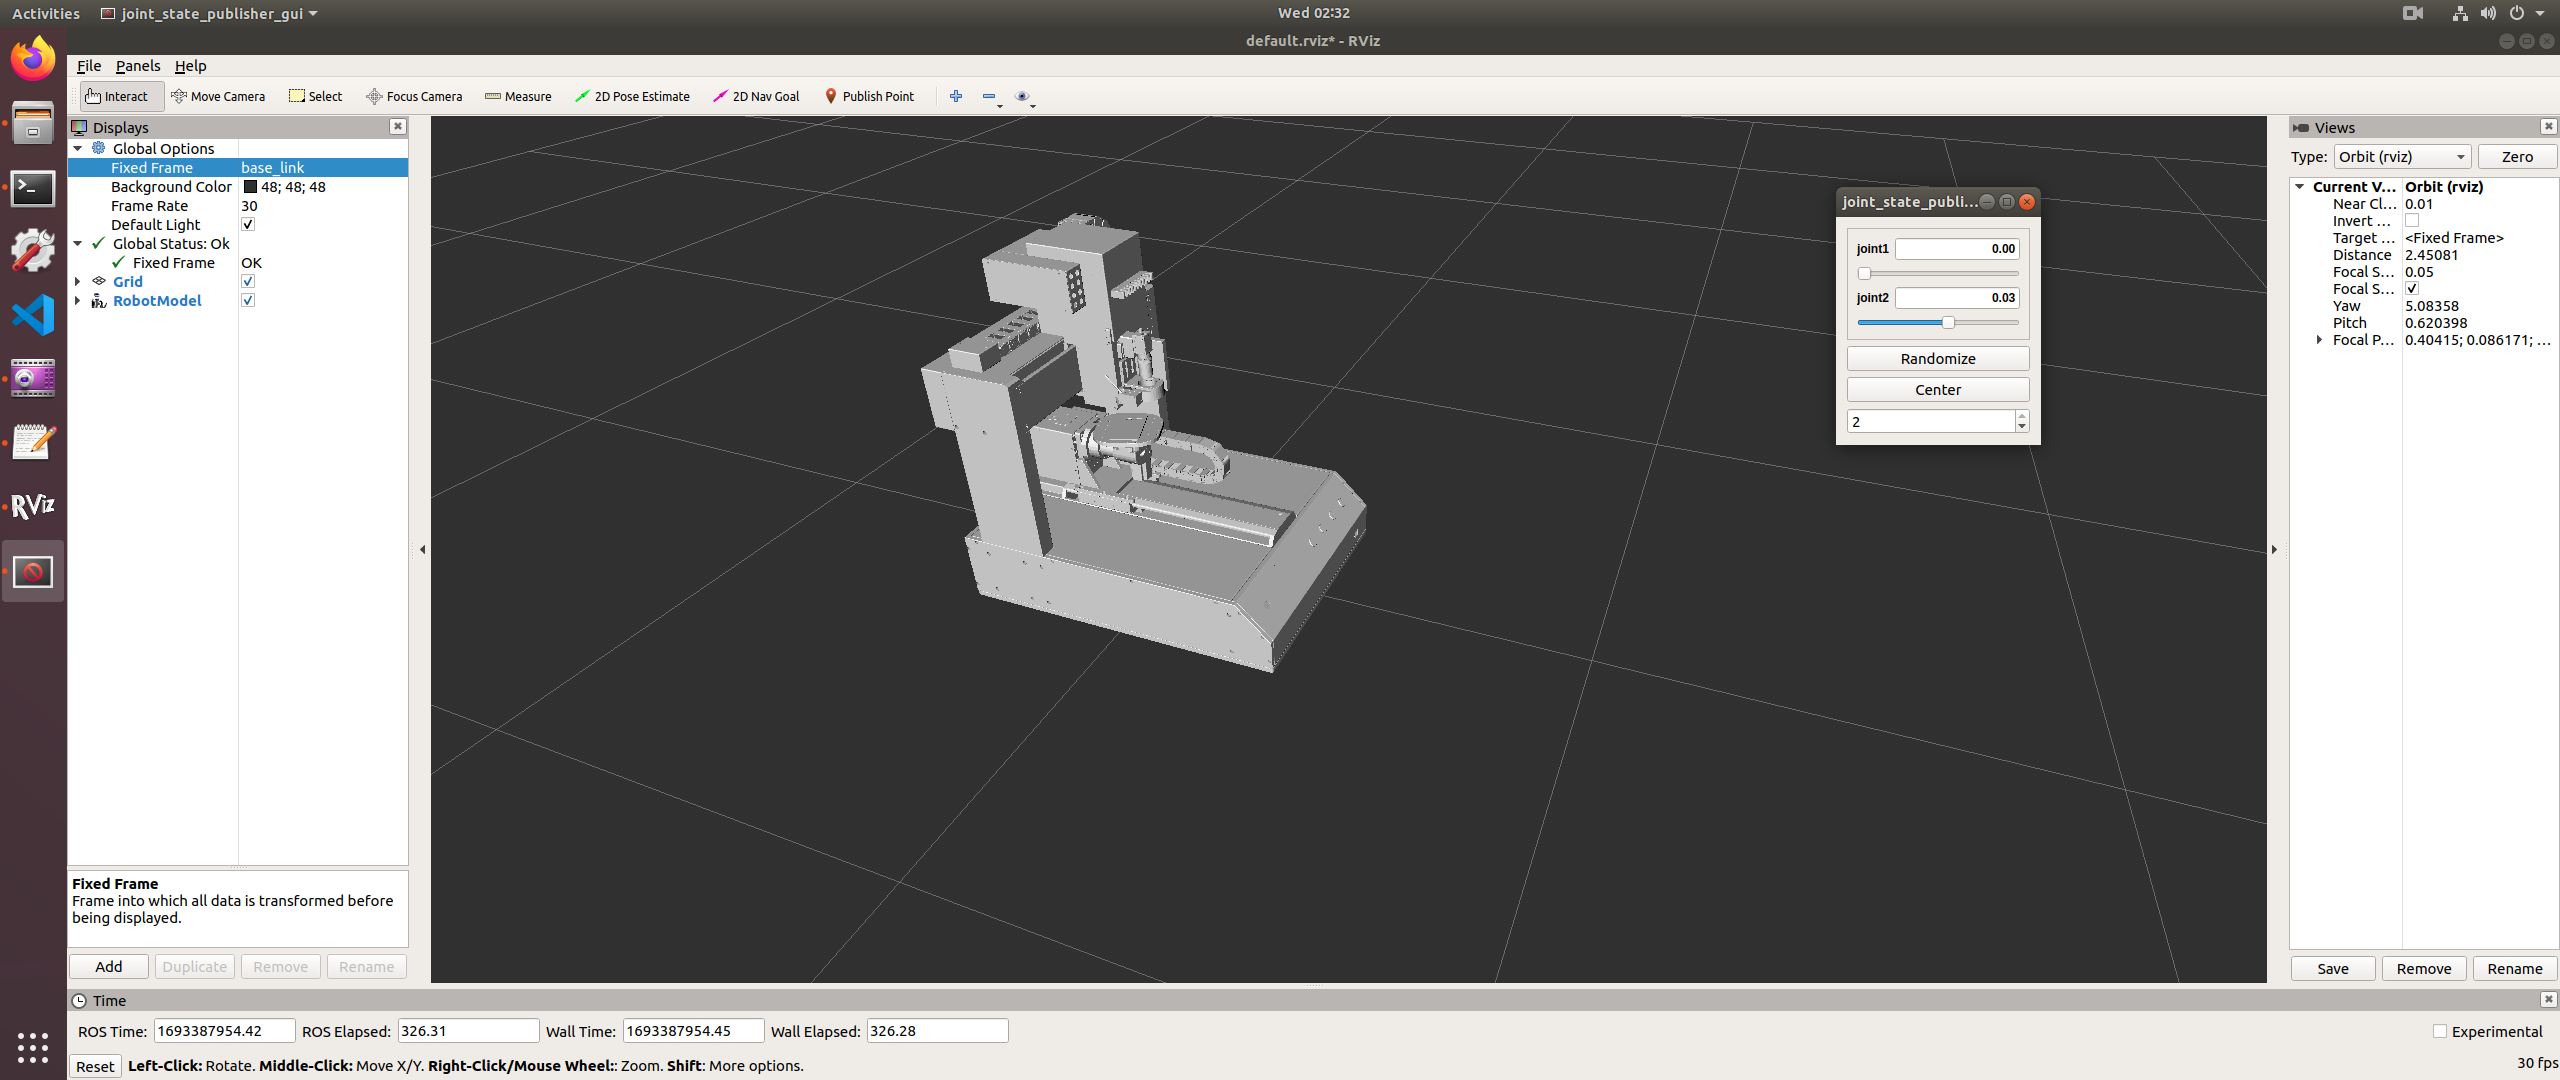 Activities joint_state_publisher_gui Wed 02:32
default.rviz* - RViz
File Panels Help
Interact Move Camera Select Focus Camera Measure 2D Pose Estimate 2D Nav Goal Publish Point
Displays
Global Options
Fixed Frame base_link
Background Color 48; 48; 48
Frame Rate 30
Default Light
Global Status: Ok
Fixed Frame OK
Grid
RobotModel
Fixed Frame
Frame into which all data is transformed before
being displayed.
Add Duplicate Remove Rename
joint_state_publi...
joint1 0.00
joint2 0.03
Randomize
Center
2
Views
Type: Orbit (rviz) Zero
Current V... Orbit (rviz)
Near Cl... 0.01
Invert ...
Target ... <Fixed Frame>
Distance 2.45081
Focal S... 0.05
Focal S...
Yaw 5.08358
Pitch 0.620398
Focal P... 0.40415; 0.086171; ...
Save Remove Rename
RViz
Time
ROS Time: 1693387954.42 ROS Elapsed: 326.31 Wall Time: 1693387954.45 Wall Elapsed: 326.28 Experimental
Reset Left-Click: Rotate. Middle-Click: Move X/Y. Right-Click/Mouse Wheel:: Zoom. Shift: More options. 30 fps